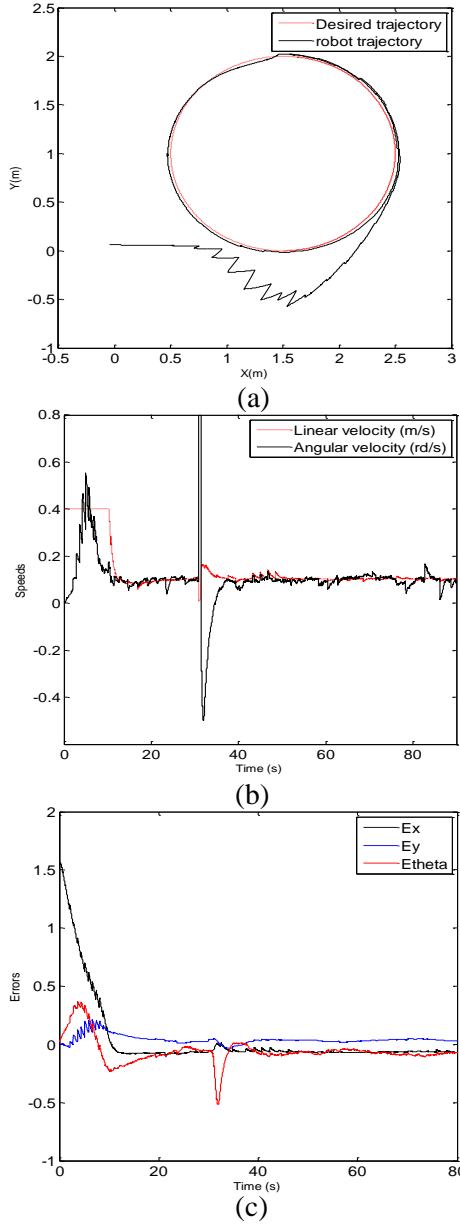 2.5
2
1.5
1
0.5
0
-0.5
-1
Y(m)
Desired trajectory
robot trajectory
-0.5 0 0.5 1 1.5 2 2.5 3
X(m)
(a)
0.8
0.6
0.4
0.2
0
-0.2
-0.4
Speeds
Linear velocity (m/s)
Angular velocity (rd/s)
0 20 40 60 80 90
Time (s)
(b)
2
1.5
1
0.5
0
-0.5
-1
Errors
Ex
Ey
Etheta
0 20 40 60 80
Time (s)
(c)